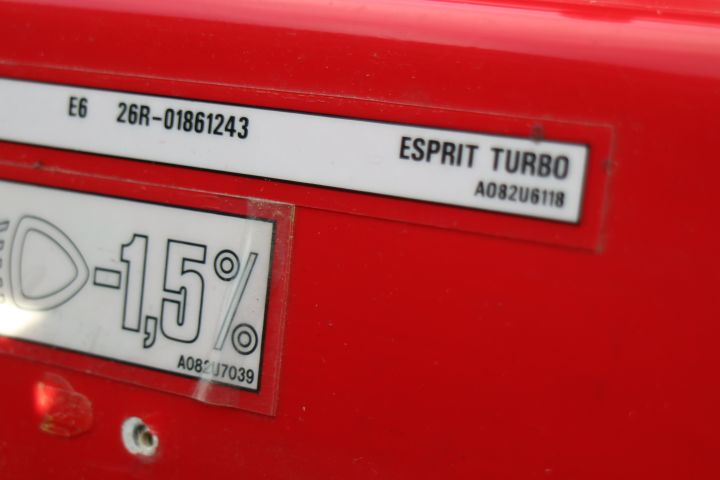 E6 26R-01861243
ESPRIT TURBO
A082U6118
-1,5%
A082U7039